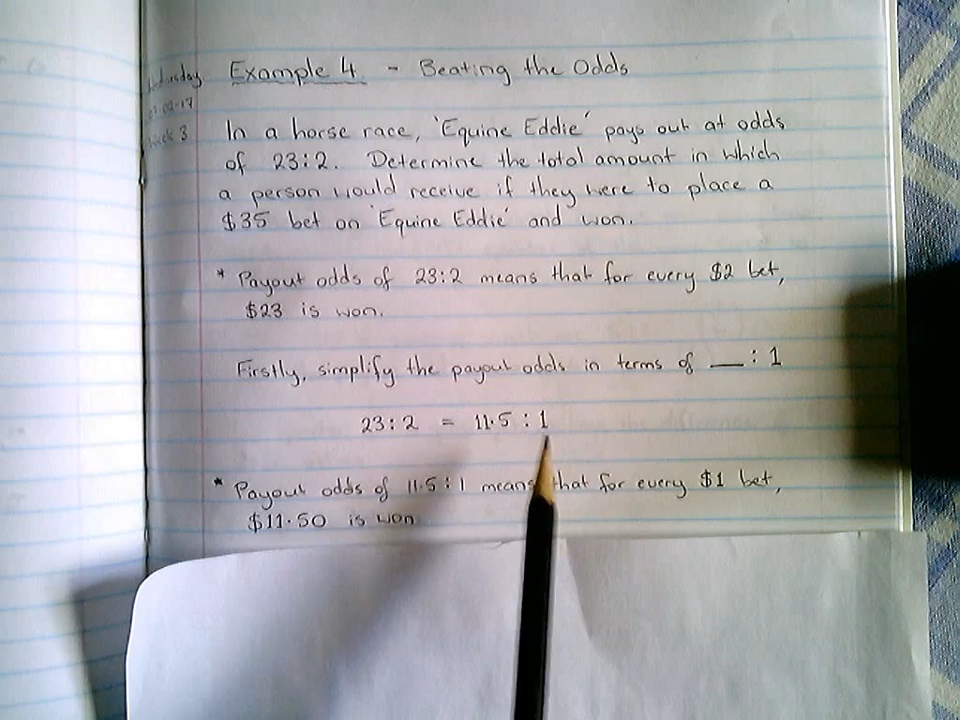 Example 4 - Beating the Odds
In a horse race, 'Equine Eddie' pays out at odds
of 23:2. Determine the total amount in which
a person would receive if they were to place a
$35 bet on 'Equine Eddie' and won.
* Payout odds of 23:2 means that for every $2 bet,
$23 is won.
Firstly, simplify the payout odds in terms of __ : 1
23:2 = 11.5 : 1
* Payout odds of 11.5:1 means that for every $1 bet,
$11.50 is won